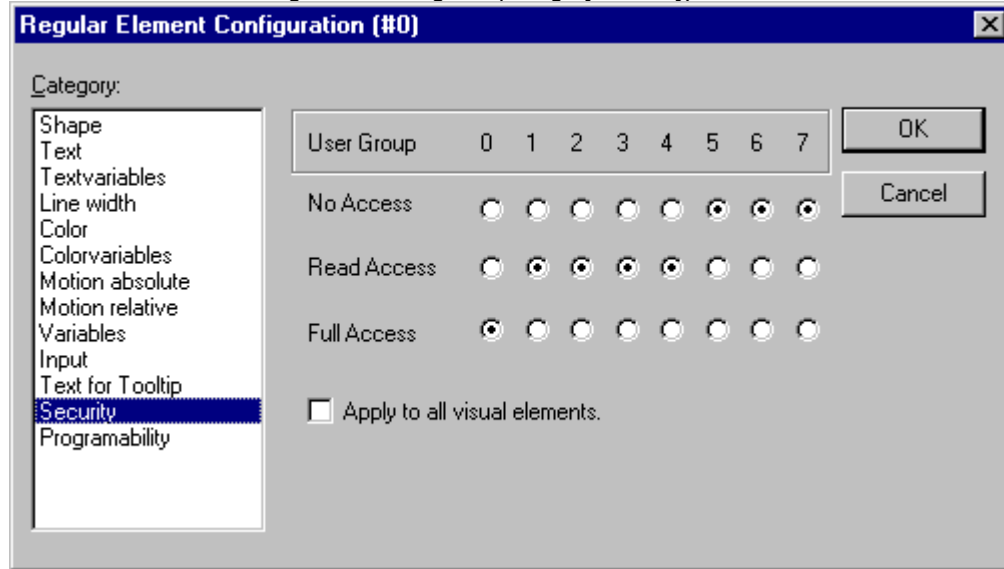 Regular Element Configuration (#0)
Category:
Shape
Text
Textvariables
Line width
Color
Colorvariables
Motion absolute
Motion relative
Variables
Input
Text for Tooltip
Security
Programability
User Group 0 1 2 3 4 5 6 7
No Access
Read Access
Full Access
Apply to all visual elements.
OK
Cancel